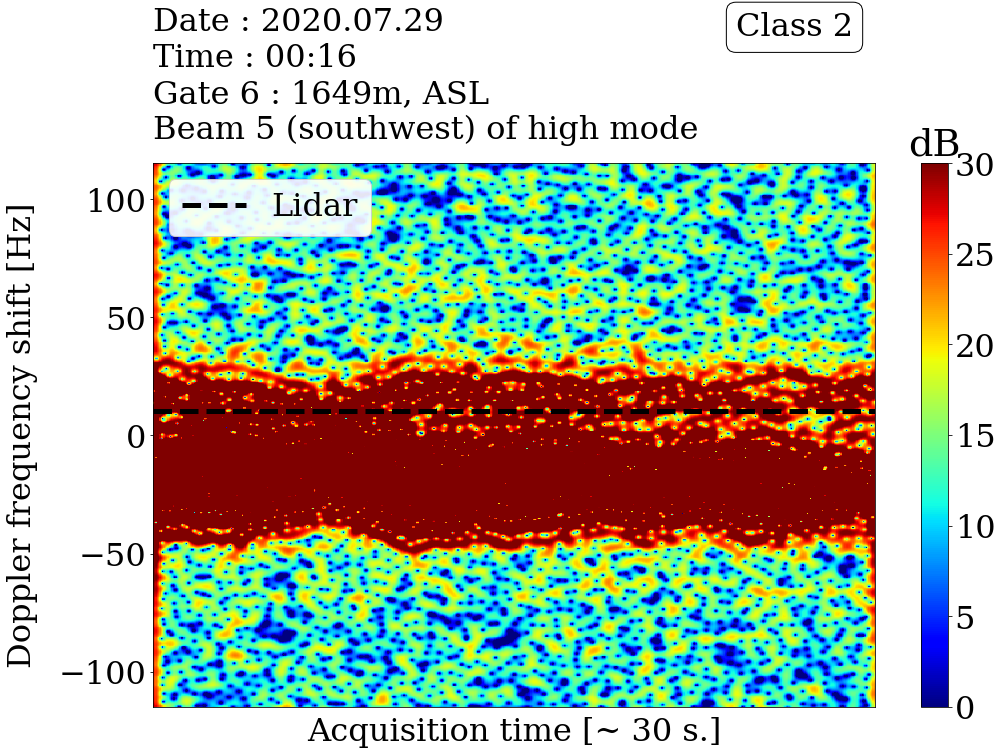 Date : 2020.07.29
Time : 00:16
Gate 6 : 1649m, ASL
Beam 5 (southwest) of high mode
Class 2
dB
Lidar
Doppler frequency shift [Hz]
100
50
0
−50
−100
30
25
20
15
10
5
0
Acquisition time [~ 30 s.]